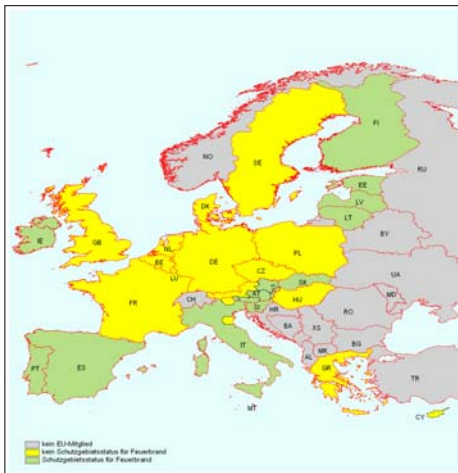 FI
NO
SE
RU
EE
LV
LT
DK
IE
GB
NL
BE
DE
PL
BY
LU
CZ
UA
SK
FR
CH
AT
HU
MD
SI
HR
RO
BA
XS
BG
IT
AL
MK
PT
ES
GR
TR
MT
CY
kein EU-Mitglied
kein Schutzgebietsstatus für Feuerbrand
Schutzgebietsstatus für Feuerbrand